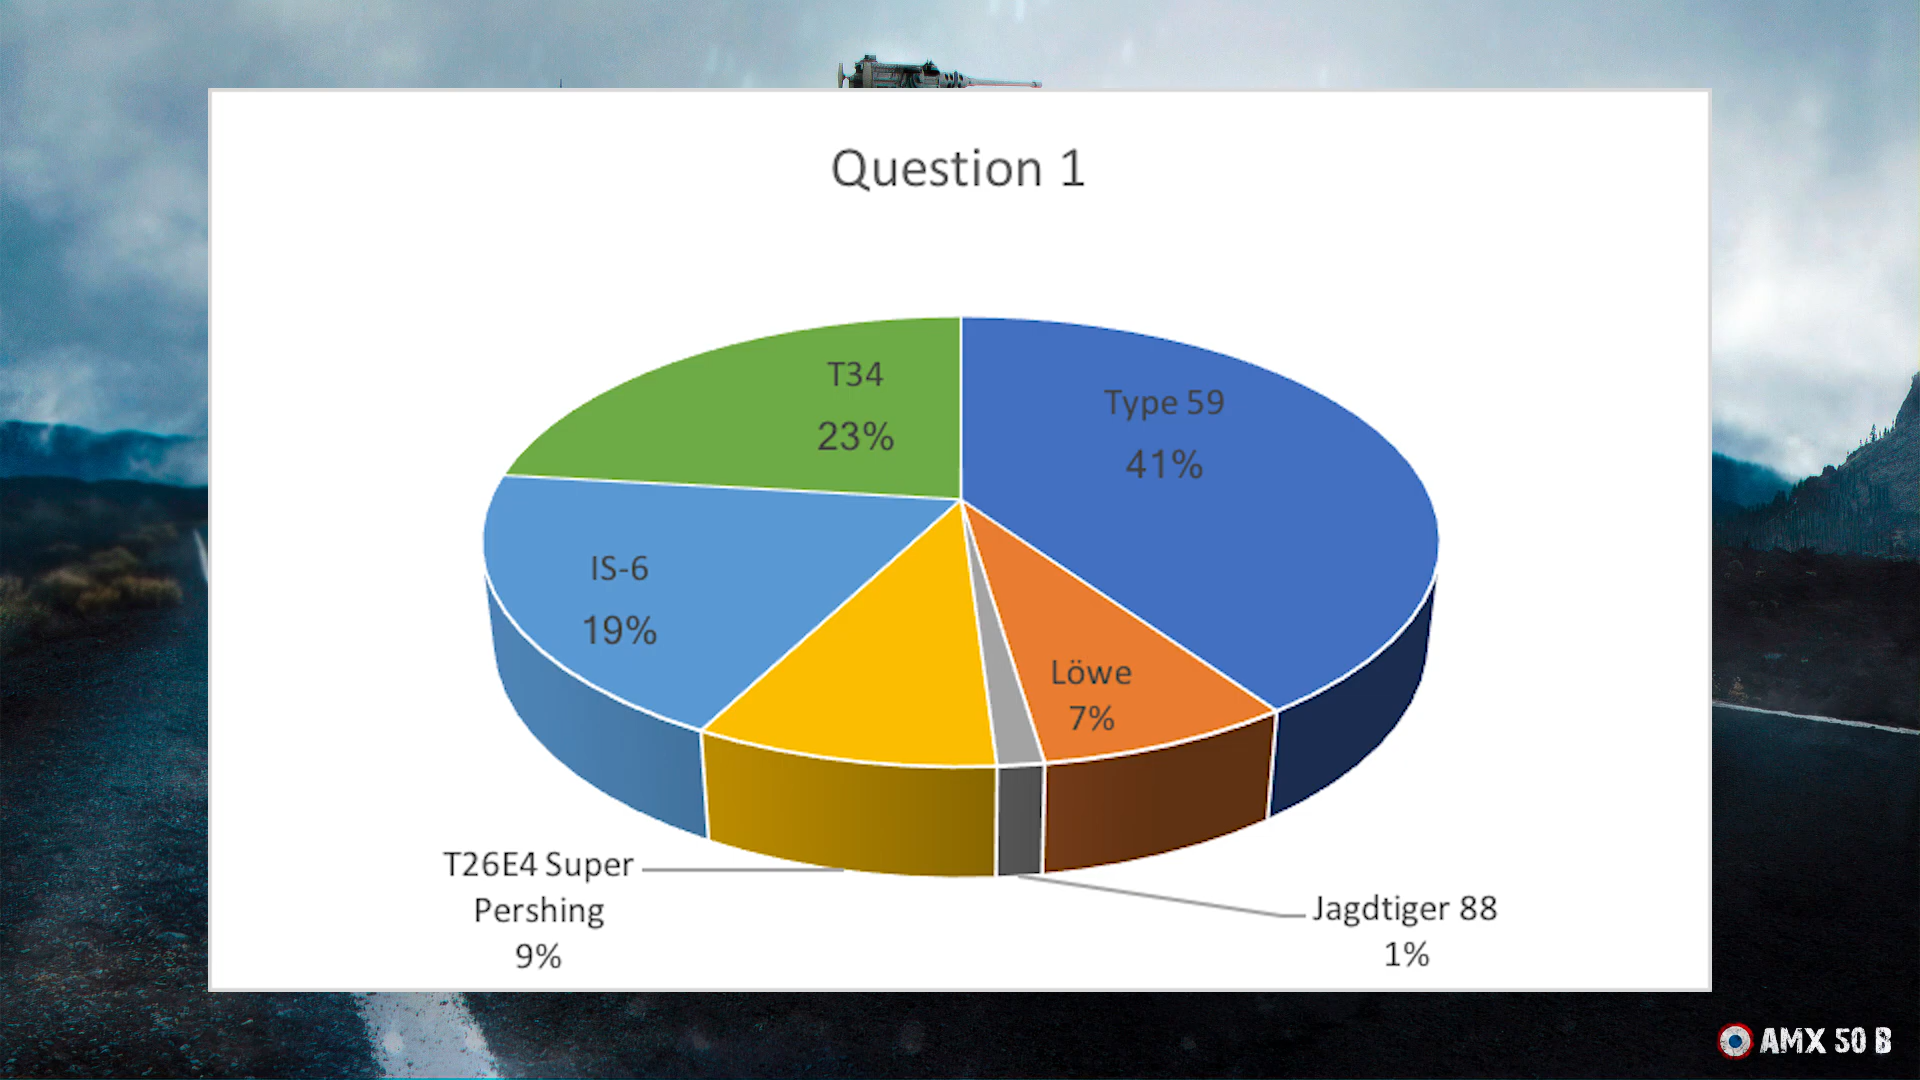 Question 1
T34
23%
Type 59
41%
IS-6
19%
Löwe
7%
T26E4 Super
Pershing
9%
Jagdtiger 88
1%
AMX 50 B